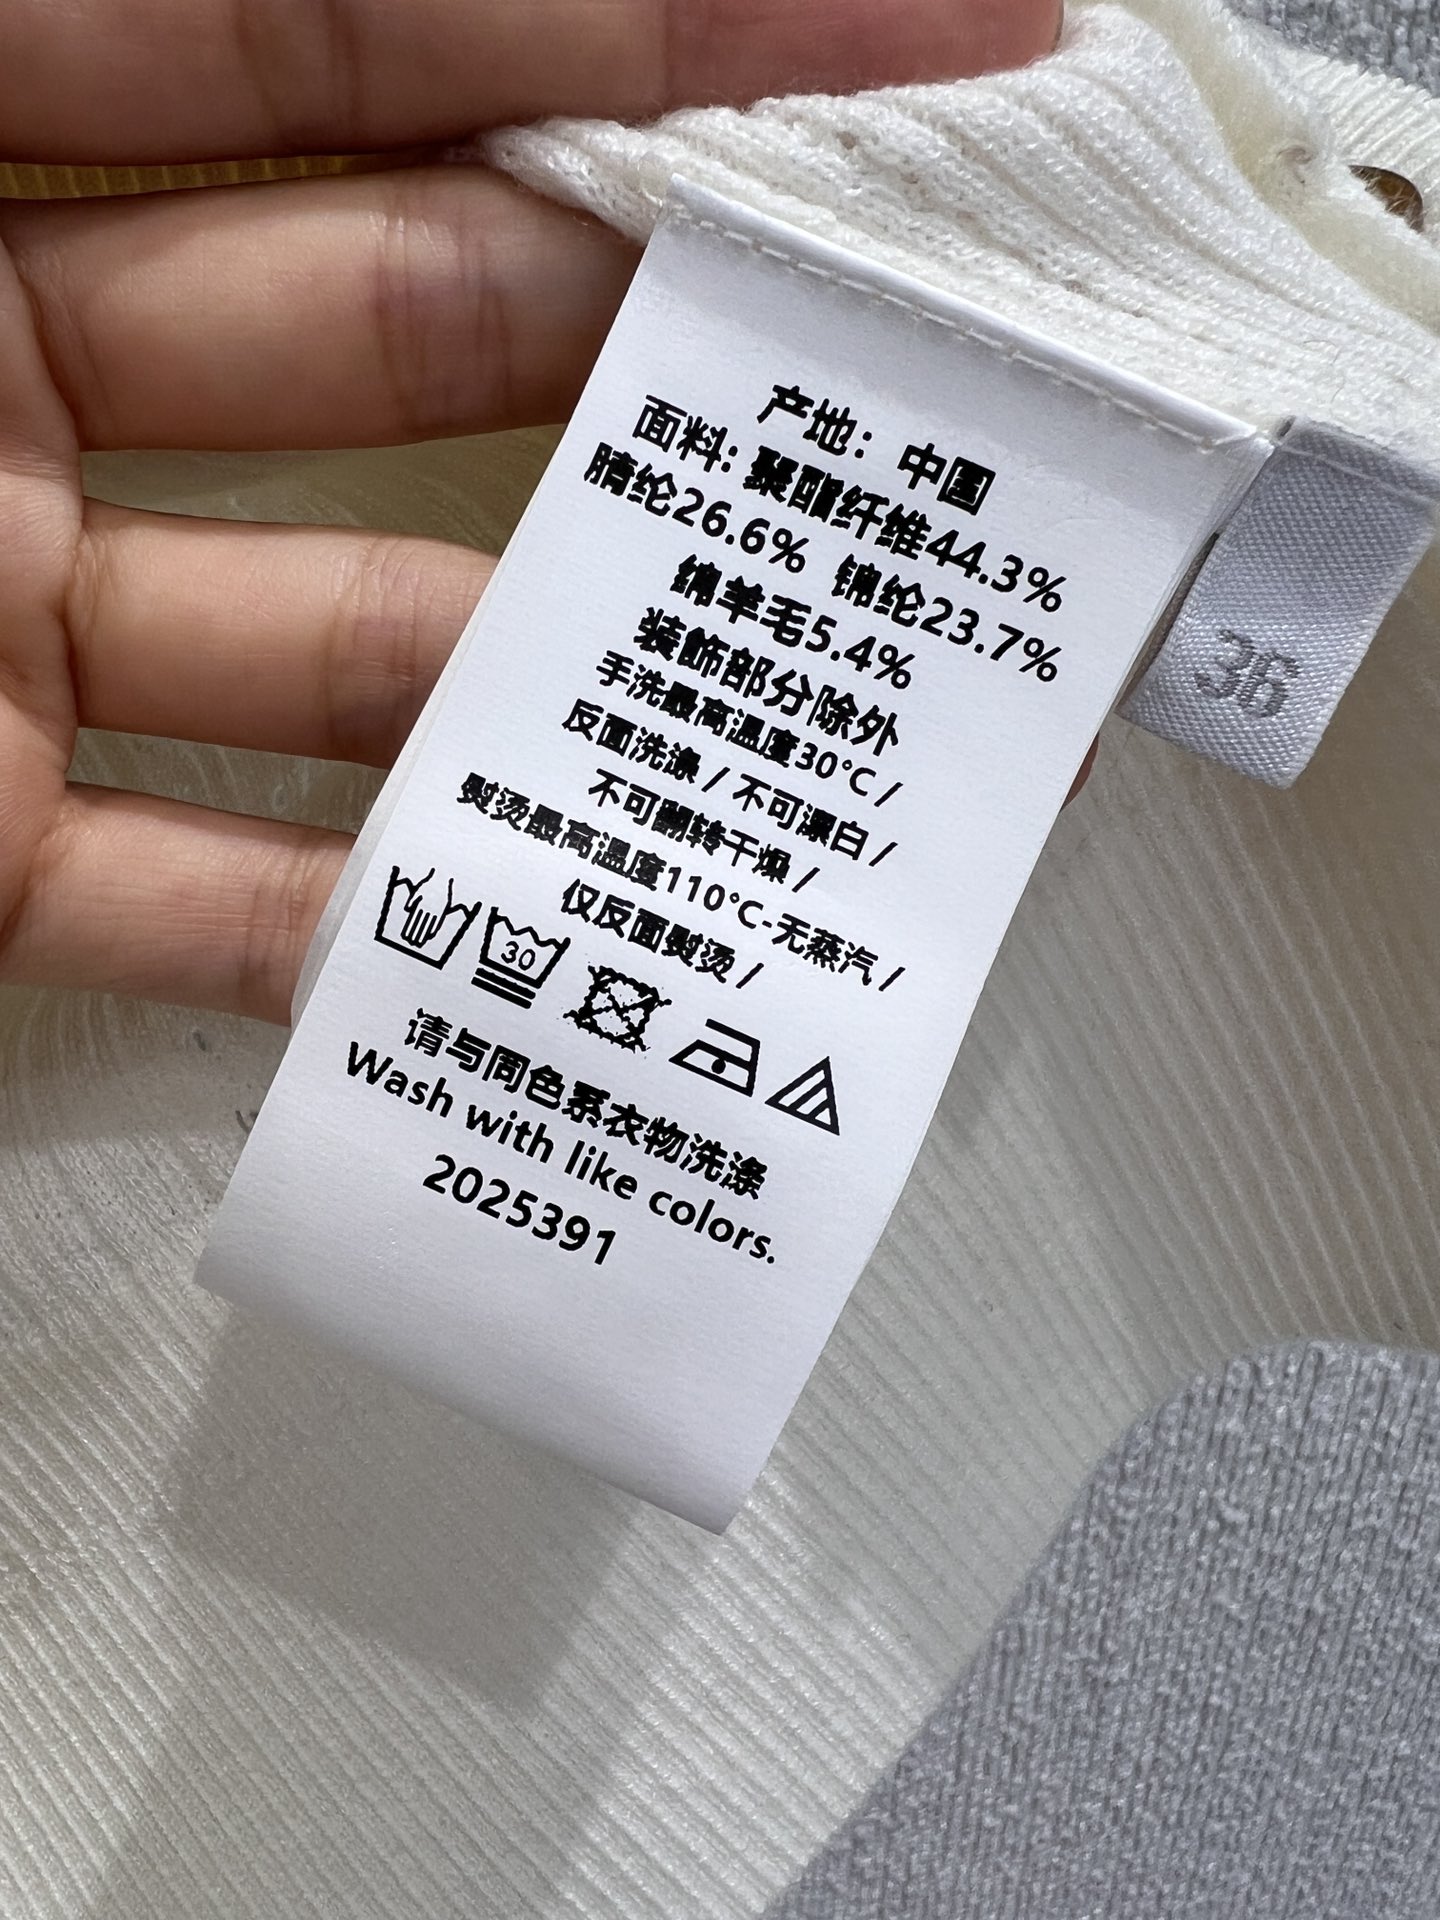 产地：中国
面料：聚酯纤维44.3%
腈纶26.6% 锦纶23.7%
绵羊毛5.4%
装饰部分除外
手洗最高温度30°C /
反面洗涤 / 不可漂白 /
不可翻转干燥 /
熨烫最高温度110°C-无蒸汽 /
仅反面熨烫 /
30
请与同色系衣物洗涤
Wash with like colors.
2025391
36